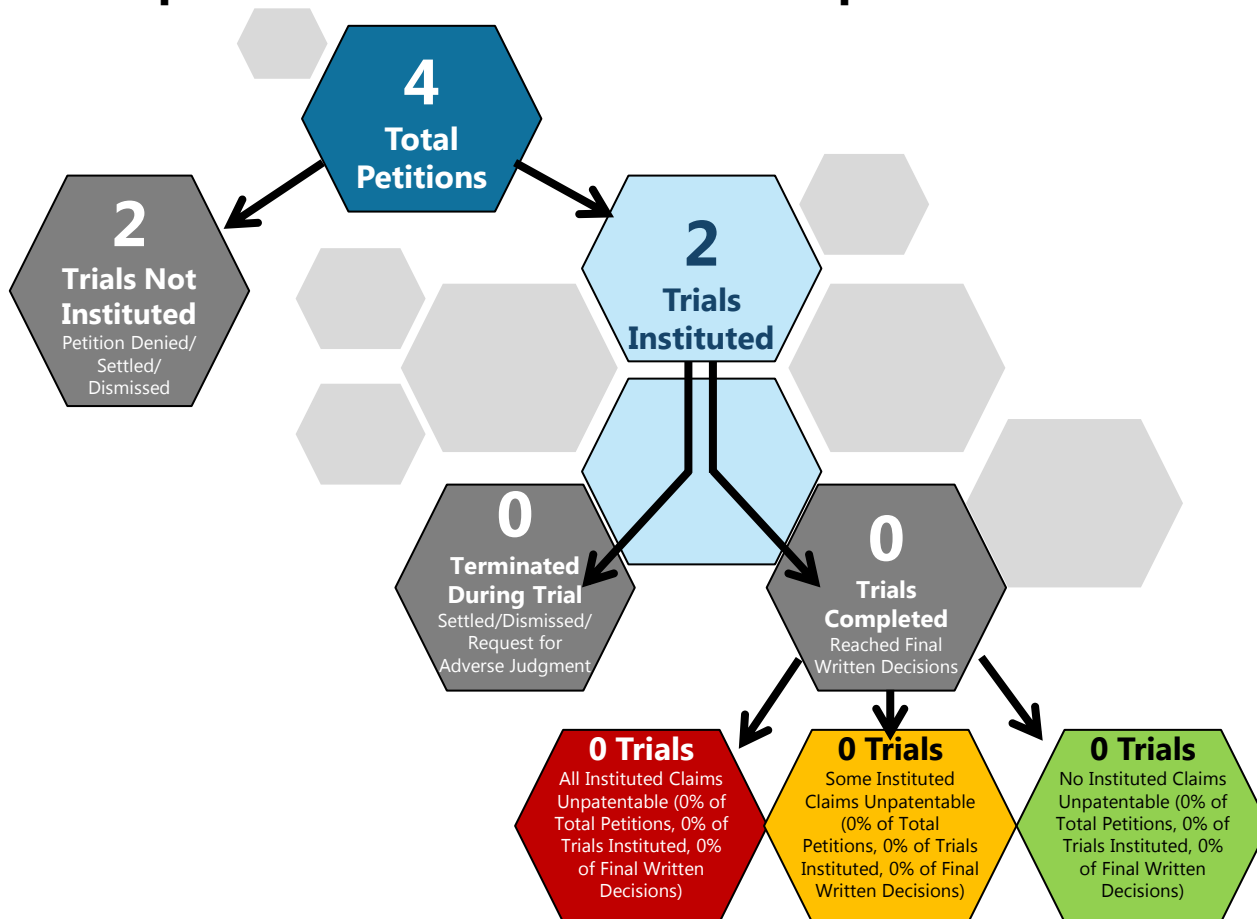 4
Total
Petitions
2
Trials Not
Instituted
Petition Denied/
Settled/
Dismissed
2
Trials
Instituted
0
Terminated
During Trial
Settled/Dismissed/
Request for
Adverse Judgment
0
Trials
Completed
Reached Final
Written Decisions
0 Trials
All Instituted Claims
Unpatentable (0% of
Total Petitions, 0% of
Trials Instituted, 0%
of Final Written
Decisions)
0 Trials
Some Instituted
Claims Unpatentable
(0% of Total
Petitions, 0% of Trials
Instituted, 0% of Final
Written Decisions)
0 Trials
No Instituted Claims
Unpatentable (0% of
Total Petitions, 0% of
Trials Instituted, 0%
of Final Written
Decisions)